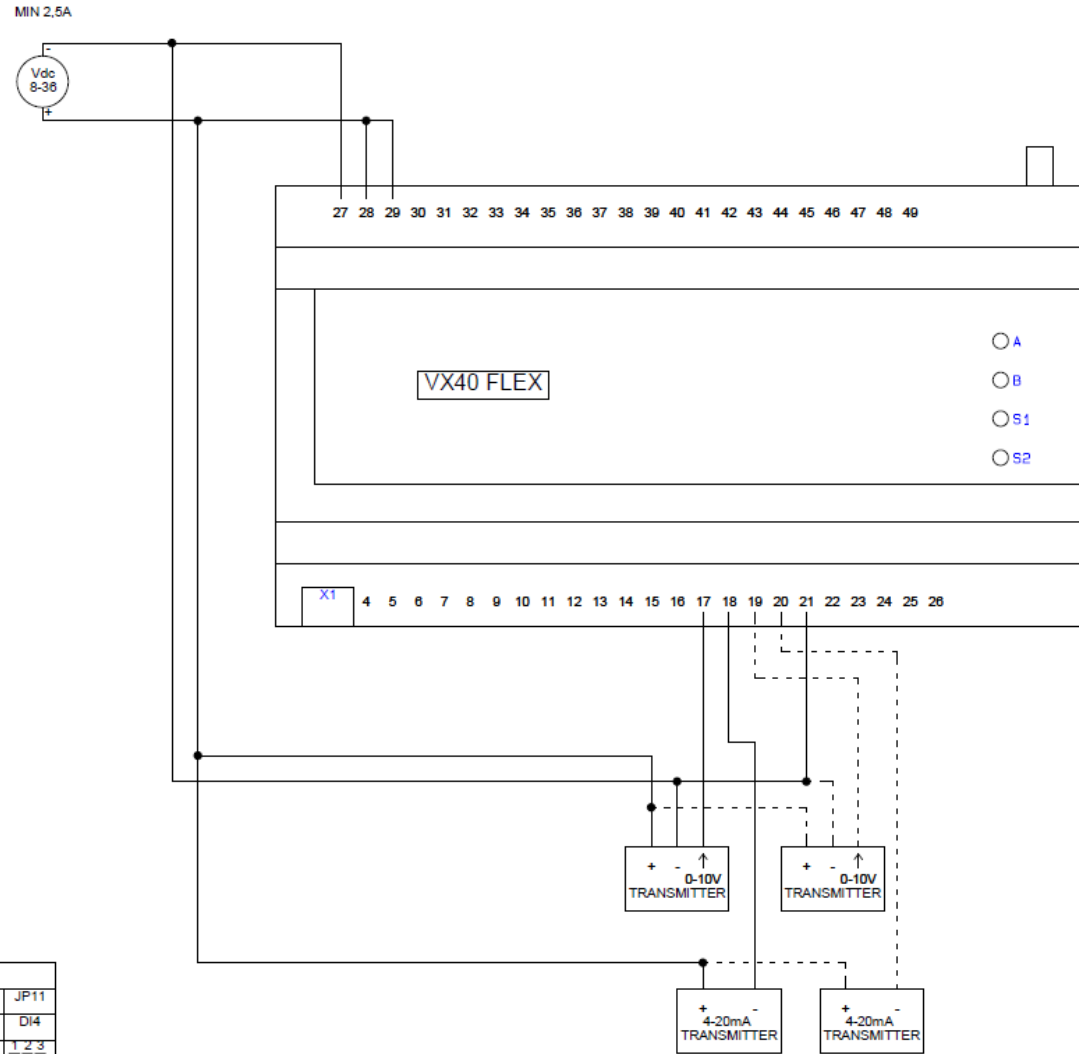 MIN 2,5A
-
Vdc
8-36
+
27 28 29 30 31 32 33 34 35 36 37 38 39 40 41 42 43 44 45 46 47 48 49
A
VX40 FLEX
B
S1
S2
X1 4 5 6 7 8 9 10 11 12 13 14 15 16 17 18 19 20 21 22 23 24 25 26
+ -
0-10V
TRANSMITTER
+ -
0-10V
TRANSMITTER
+ -
4-20mA
TRANSMITTER
+ -
4-20mA
TRANSMITTER
JP11
DI4
1 2 3